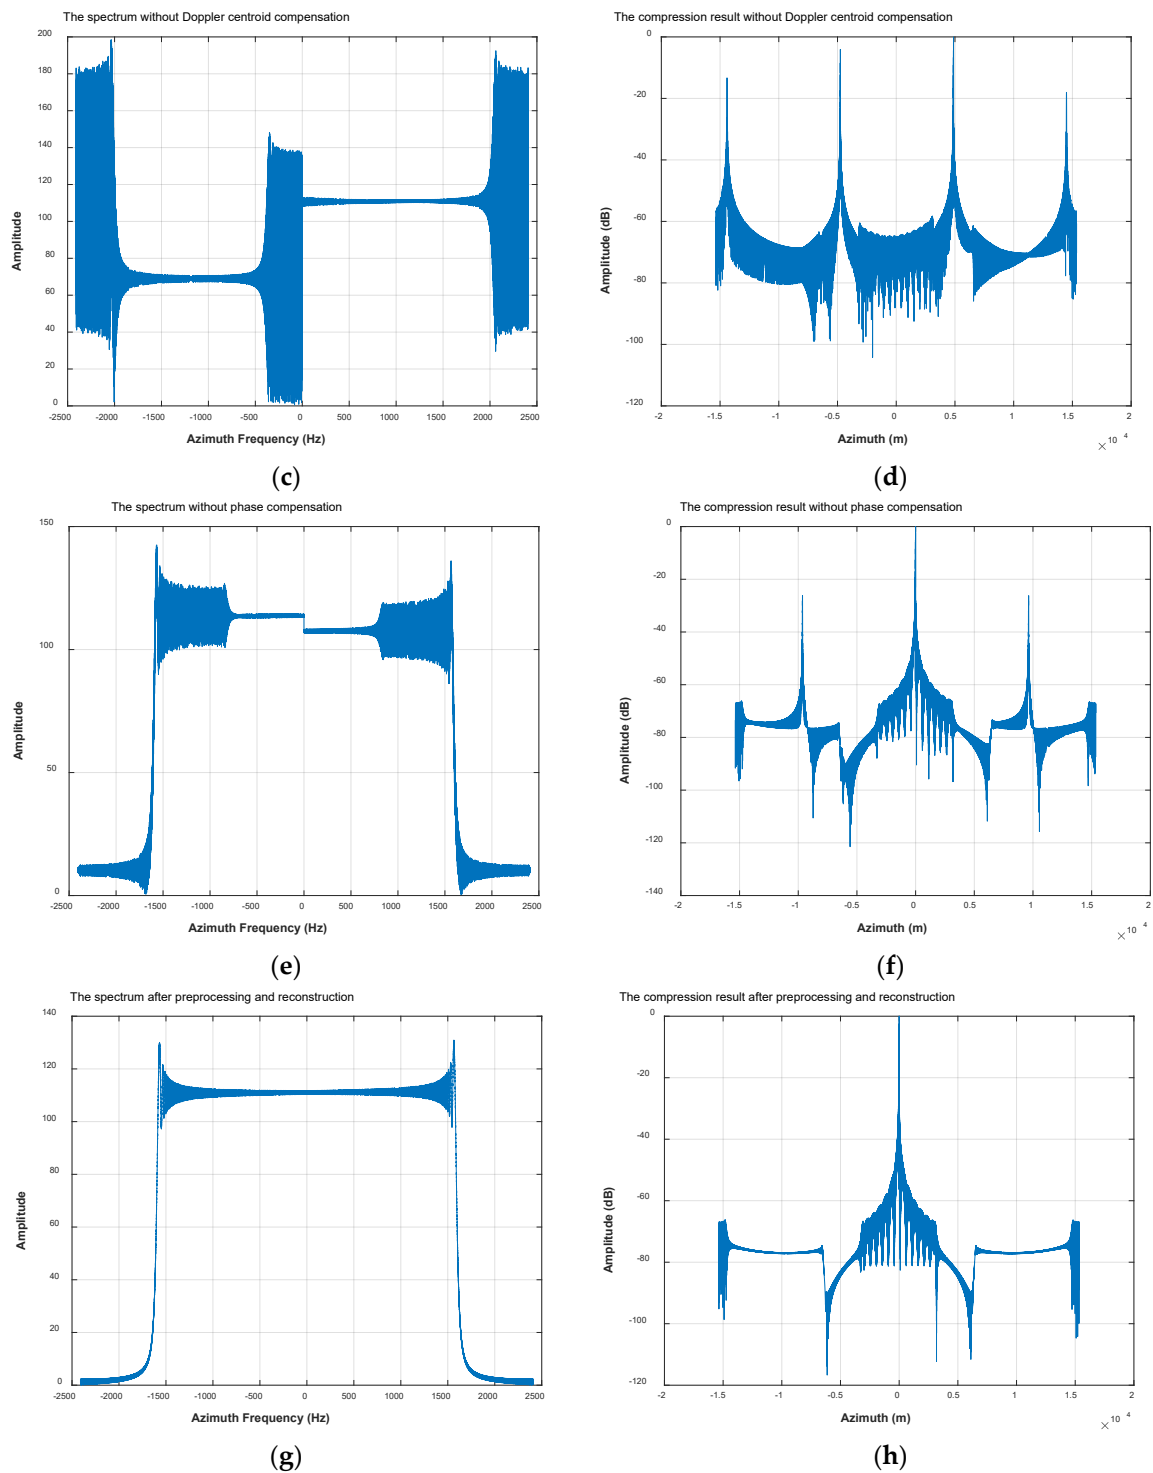 The spectrum without Doppler centroid compensation
200
180
160
140
120
100
80
60
40
20
0
Amplitude
-2500 -2000 -1500 -1000 -500 0 500 1000 1500 2000 2500
Azimuth Frequency (Hz)
(c)
The compression result without Doppler centroid compensation
0
-20
-40
-60
-80
-100
-120
Amplitude (dB)
-2 -1.5 -1 -0.5 0 0.5 1 1.5 2
Azimuth (m)
× 10 4
(d)
The spectrum without phase compensation
150
100
50
0
Amplitude
-2500 -2000 -1500 -1000 -500 0 500 1000 1500 2000 2500
Azimuth Frequency (Hz)
(e)
The compression result without phase compensation
0
-20
-40
-60
-80
-100
-120
-140
Amplitude (dB)
-2 -1.5 -1 -0.5 0 0.5 1 1.5 2
Azimuth (m)
× 10 4
(f)
The spectrum after preprocessing and reconstruction
140
120
100
80
60
40
20
0
Amplitude
-2500 -2000 -1500 -1000 -500 0 500 1000 1500 2000 2500
Azimuth Frequency (Hz)
(g)
The compression result after preprocessing and reconstruction
0
-20
-40
-60
-80
-100
-120
Amplitude (dB)
-2 -1.5 -1 -0.5 0 0.5 1 1.5 2
Azimuth (m)
× 10 4
(h)